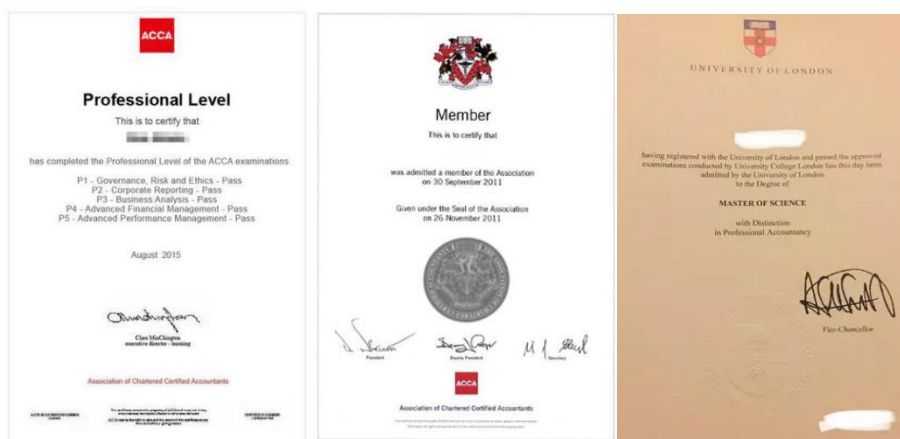 ACCA
Professional Level
This is to certify that
has completed the Professional Level of the ACCA examinations
P1 - Governance, Risk and Ethics - Pass
P2 - Corporate Reporting - Pass
P3 - Business Analysis - Pass
P4 - Advanced Financial Management - Pass
P5 - Advanced Performance Management - Pass
August 2015
Clare Minchington
executive director - learning
Association of Chartered Certified Accountants
Member
This is to certify that
was admitted a member of the Association
on 30 September 2011
Given under the Seal of the Association
on 26 November 2011
President
Deputy President
Secretary
ACCA
Association of Chartered Certified Accountants
UNIVERSITY OF LONDON
having registered with the University of London and passed the approved
examinations conducted by University College London has this day been
admitted by the University of London
to the Degree of
MASTER OF SCIENCE
with Distinction
in Professional Accountancy
Vice-Chancellor